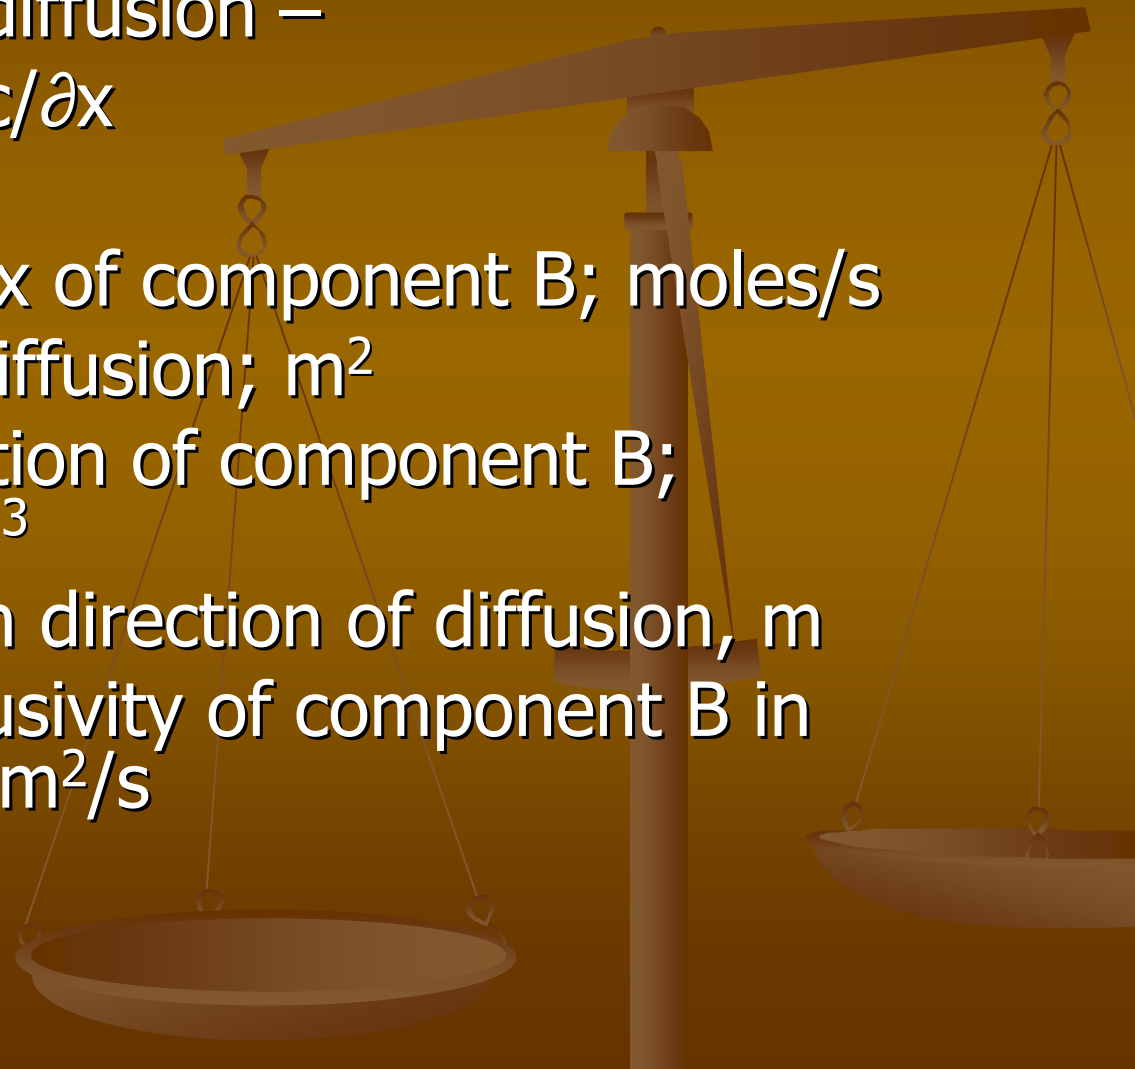 diffusion –
c/∂x
x of component B; moles/s
iffusion; m²
tion of component B;
³
n direction of diffusion, m
usivity of component B in
m²/s